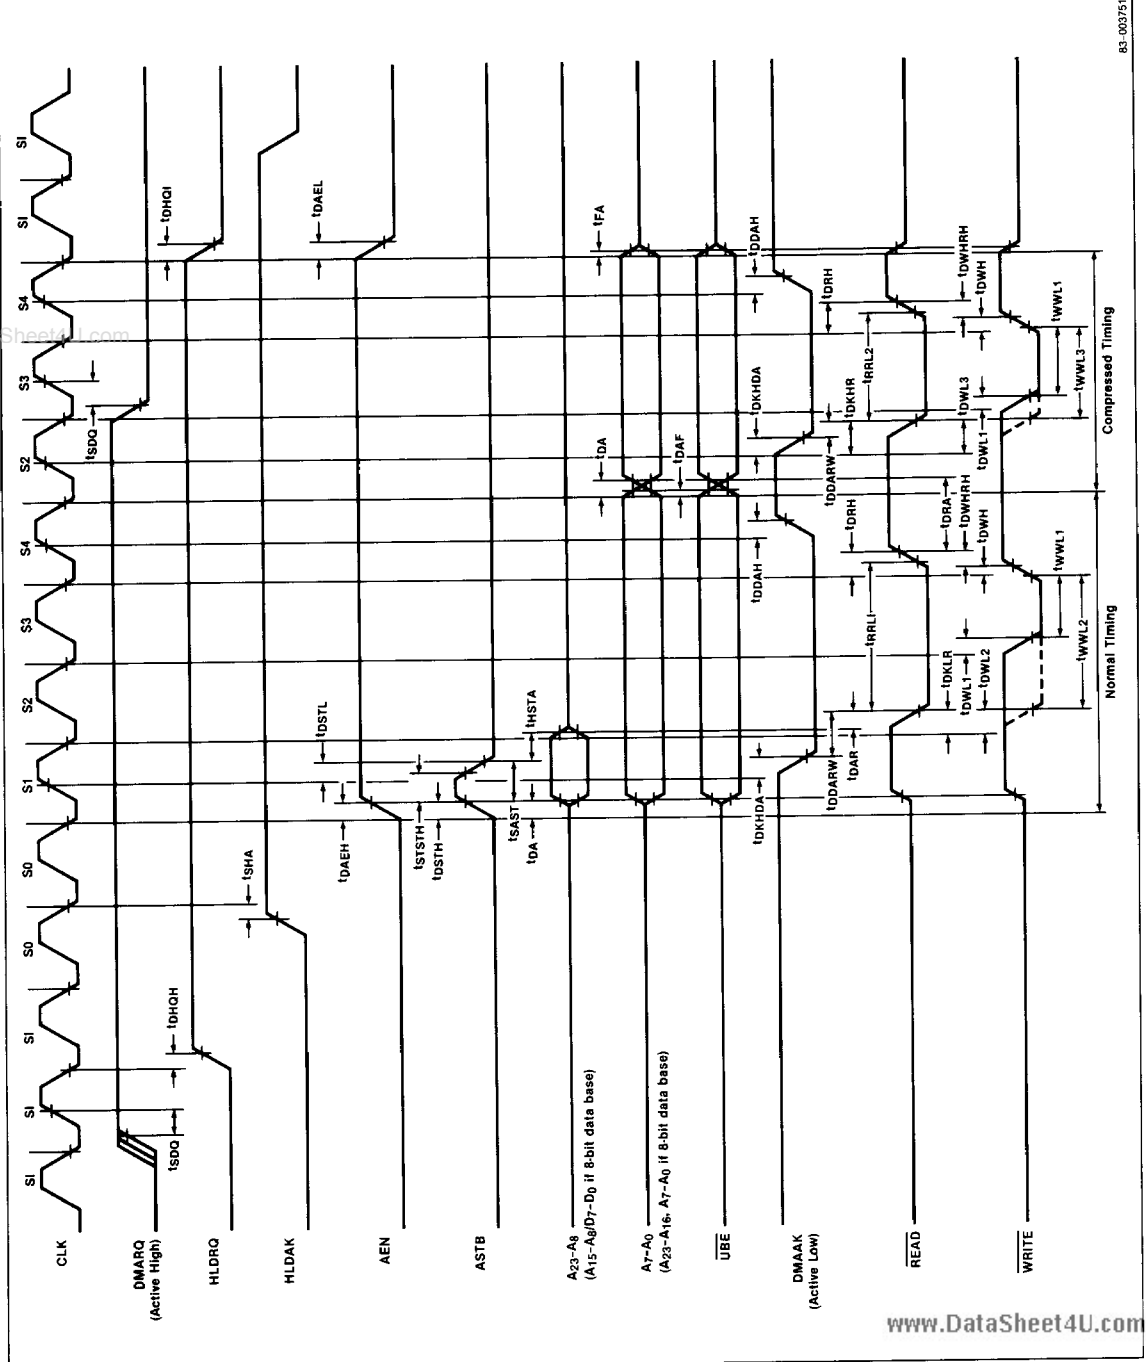 SI
SI
SI
S0
S0
S1
S2
S3
S4
S2
S3
S4
SI
SI
CLK
DMARQ
(Active High)
tSDQ
tSDQ
HLDRQ
tDHQH
tDHQI
HLDAK
tSHA
AEN
tDAEH
tDAEL
ASTB
tDSTL
tSTSTH
tDSTH
tSAST
tDA
tHSTA
A23-A8
(A15-A8/D7-D0 if 8-bit data base)
A7-A0
(A23-A16, A7-A0 if 8-bit data base)
tDA
tFA
UBE
tDAF
DMAAK
(Active Low)
tDKHDA
tDDAH
tDKHDA
tDDAH
tDDARW
tDAR
tRRLI
tDRH
tDDARW
tDKHR
tRRL2
tDRH
READ
tDKLR
tDRA
tDWL1
tDWL2
tDWHRH
tDWH
tDWL1
tDWL3
tDWHRH
tDWH
WRITE
tWWL1
tWWL2
tWWL1
tWWL3
Normal Timing
Compressed Timing
83-003751
Sheet4U.com
www.DataSheet4U.com